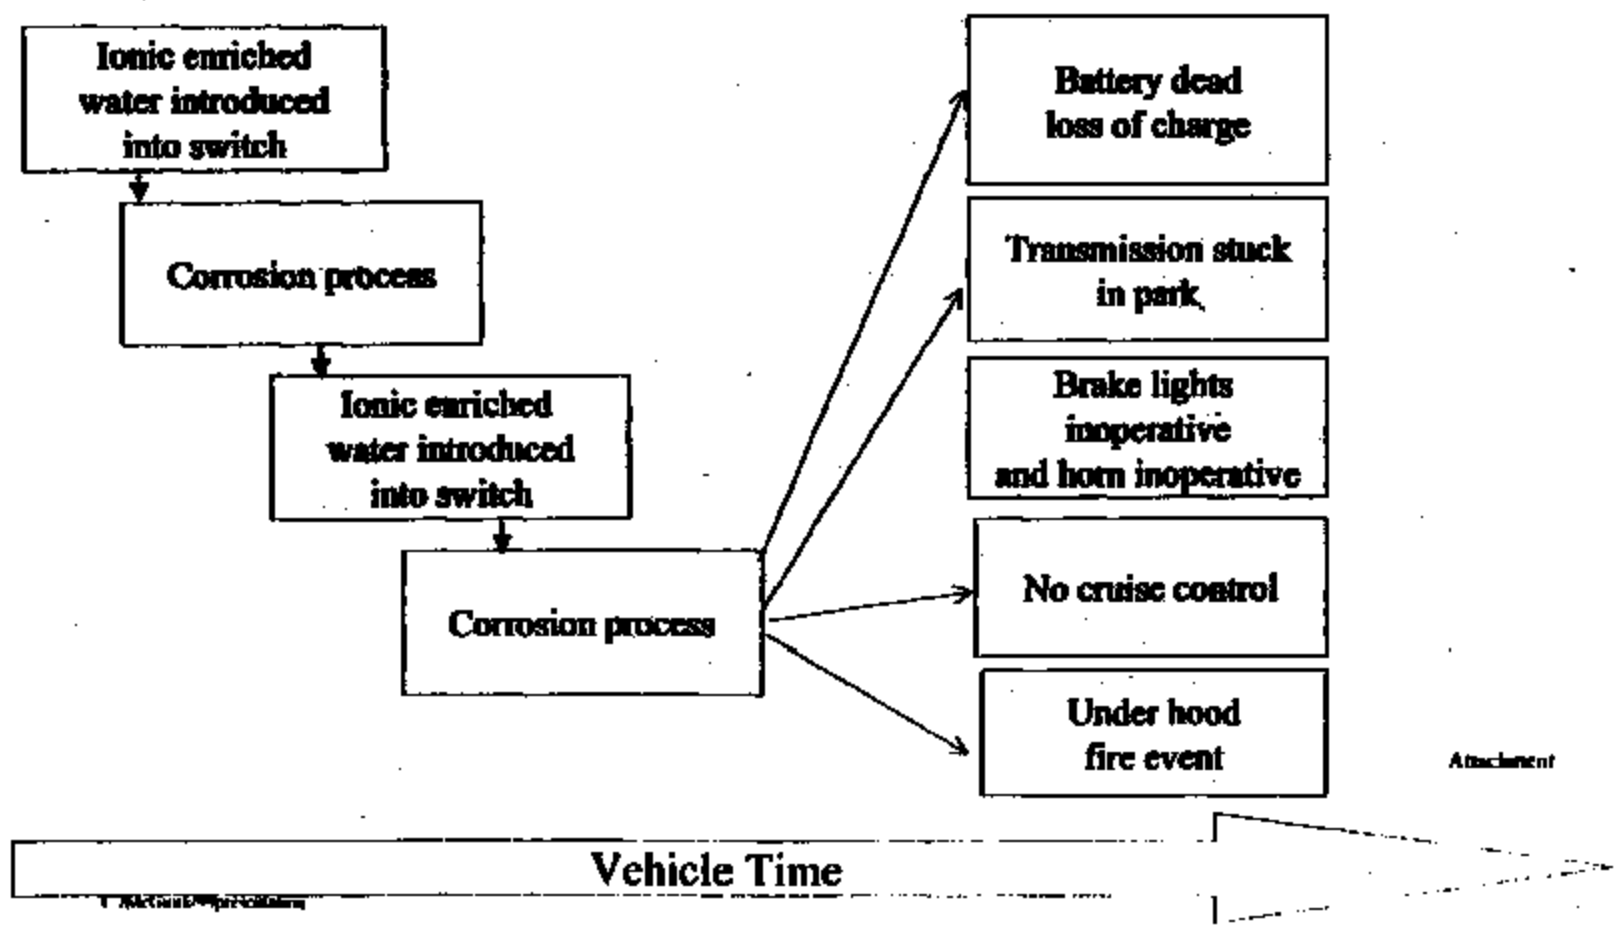 Ionic enriched
water introduced
into switch
Corrosion process
Ionic enriched
water introduced
into switch
Corrosion process
Battery dead
loss of charge
Transmission stuck
in park
Brake lights
inoperative
and horn inoperative
No cruise control
Under hood
fire event
Attachment
Vehicle Time